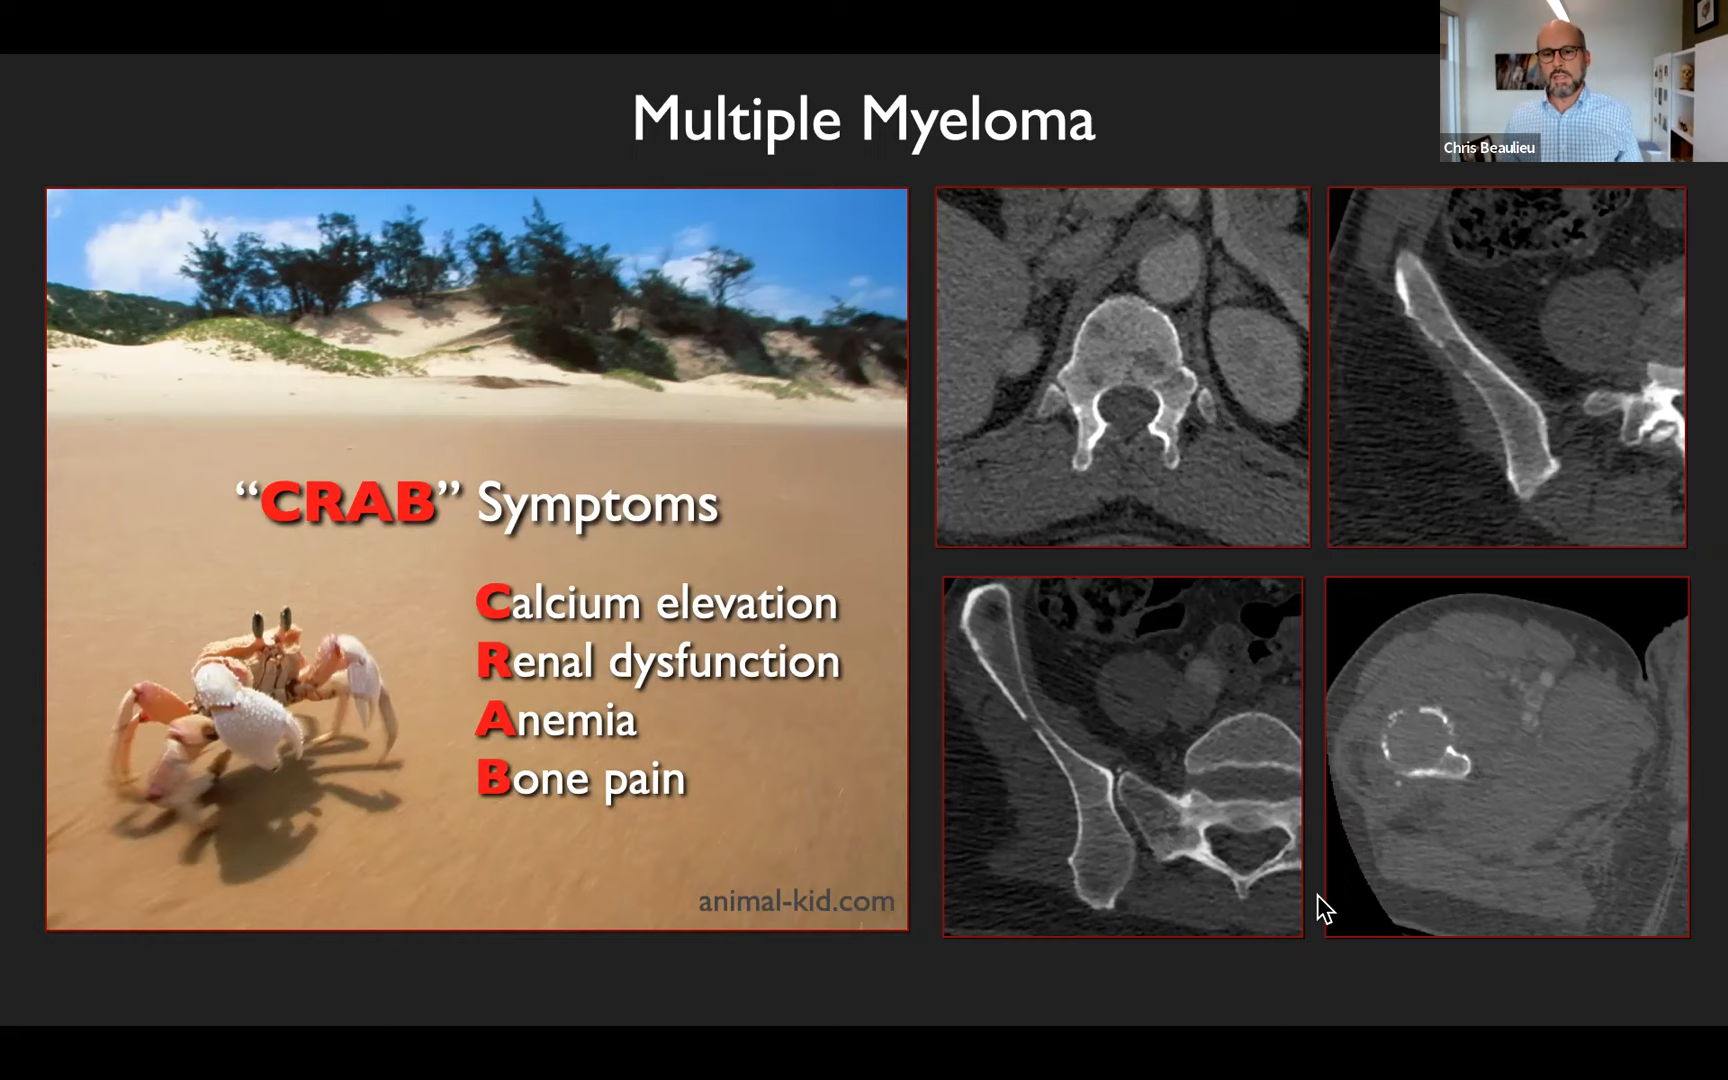 Multiple Myeloma
Chris Beaulieu
“CRAB” Symptoms
Calcium elevation
Renal dysfunction
Anemia
Bone pain
animal-kid.com